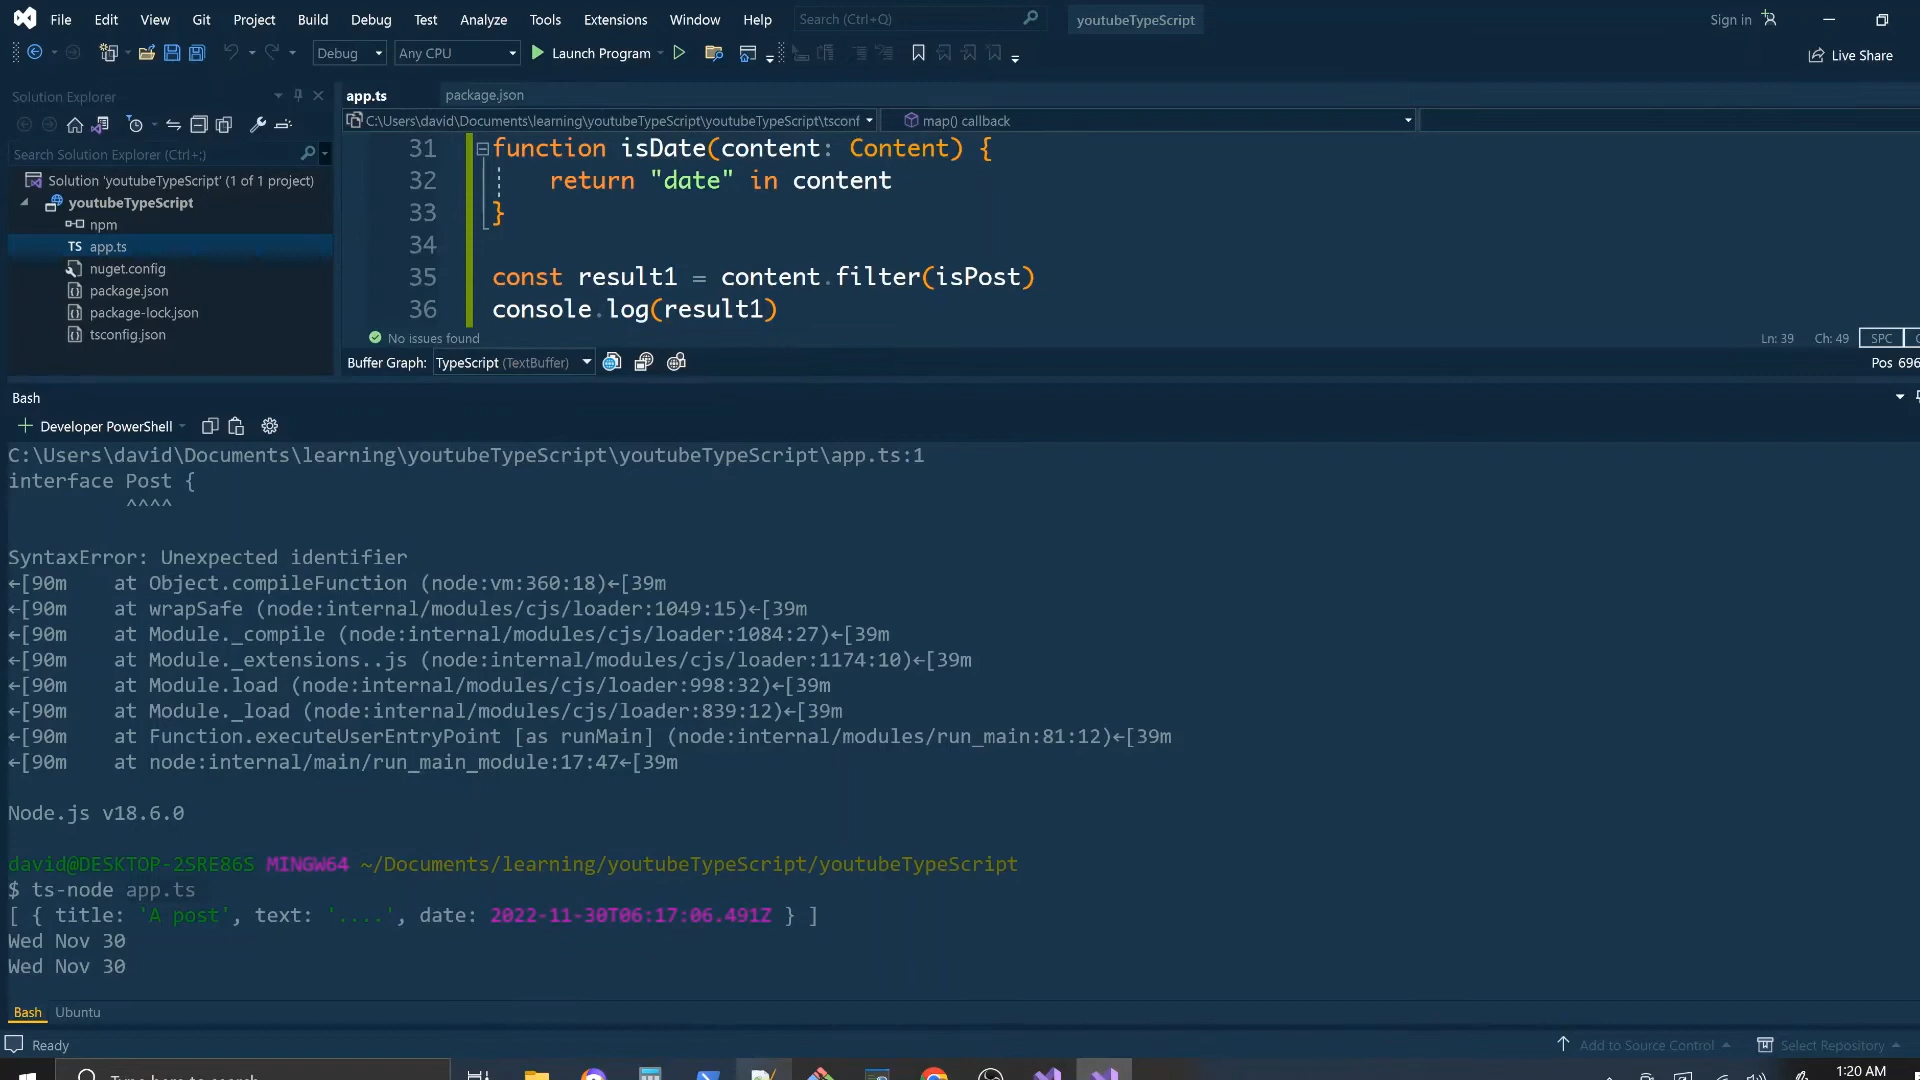 File Edit View Git Project Build Debug Test Analyze Tools Extensions Window Help Search (Ctrl+Q) youtubeTypeScript Sign in
Debug Any CPU Launch Program Live Share
Solution Explorer
Search Solution Explorer (Ctrl+;)
Solution 'youtubeTypeScript' (1 of 1 project)
youtubeTypeScript
npm
TS app.ts
nuget.config
package.json
package-lock.json
tsconfig.json
app.ts package.json
C:\Users\david\Documents\learning\youtubeTypeScript\youtubeTypeScript\tsconf map() callback
31 function isDate(content: Content) {
32 return "date" in content
33 }
34
35 const result1 = content.filter(isPost)
36 console.log(result1)
No issues found Ln: 39 Ch: 49 SPC
Buffer Graph: TypeScript (TextBuffer) Pos 696
Bash
Developer PowerShell
C:\Users\david\Documents\learning\youtubeTypeScript\youtubeTypeScript\app.ts:1
interface Post {
^^^^
SyntaxError: Unexpected identifier
←[90m    at Object.compileFunction (node:vm:360:18)←[39m
←[90m    at wrapSafe (node:internal/modules/cjs/loader:1049:15)←[39m
←[90m    at Module._compile (node:internal/modules/cjs/loader:1084:27)←[39m
←[90m    at Module._extensions..js (node:internal/modules/cjs/loader:1174:10)←[39m
←[90m    at Module.load (node:internal/modules/cjs/loader:998:32)←[39m
←[90m    at Module._load (node:internal/modules/cjs/loader:839:12)←[39m
←[90m    at Function.executeUserEntryPoint [as runMain] (node:internal/modules/run_main:81:12)←[39m
←[90m    at node:internal/main/run_main_module:17:47←[39m
Node.js v18.6.0
david@DESKTOP-2SRE86S MINGW64 ~/Documents/learning/youtubeTypeScript/youtubeTypeScript
$ ts-node app.ts
[ { title: 'A post', text: '....', date: 2022-11-30T06:17:06.491Z } ]
Wed Nov 30
Wed Nov 30
Bash Ubuntu
Ready Add to Source Control Select Repository
Type here to search 1:20 AM